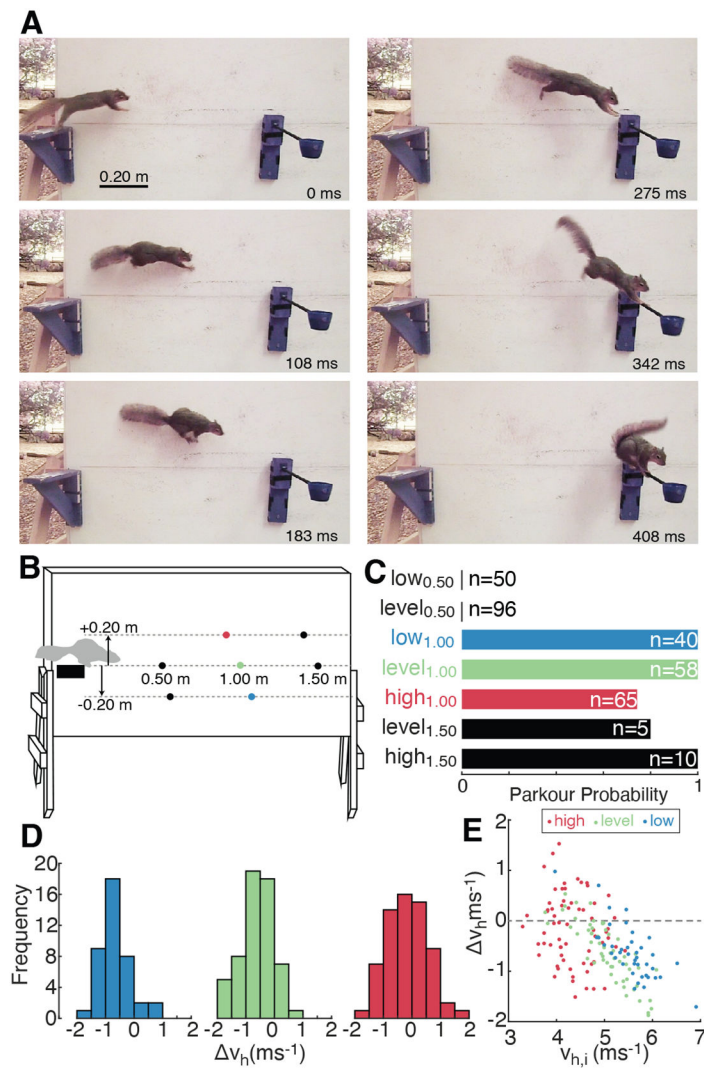 A
0.20 m
0 ms
275 ms
108 ms
342 ms
183 ms
408 ms
B
+0.20 m
0.50 m 1.00 m 1.50 m
-0.20 m
C
low0.50 n=50
level0.50 n=96
low1.00 n=40
level1.00 n=58
high1.00 n=65
level1.50 n=5
high1.50 n=10
0 1
Parkour Probability
D
Frequency
20
16
12
8
4
0
-2 -1 0 1 2 -2 -1 0 1 2 -2 -1 0 1 2
Δvh(ms-1)
E
high level low
Δvhms-1)
2
1
0
-1
-2
3 4 5 6 7
vh,i (ms-1)